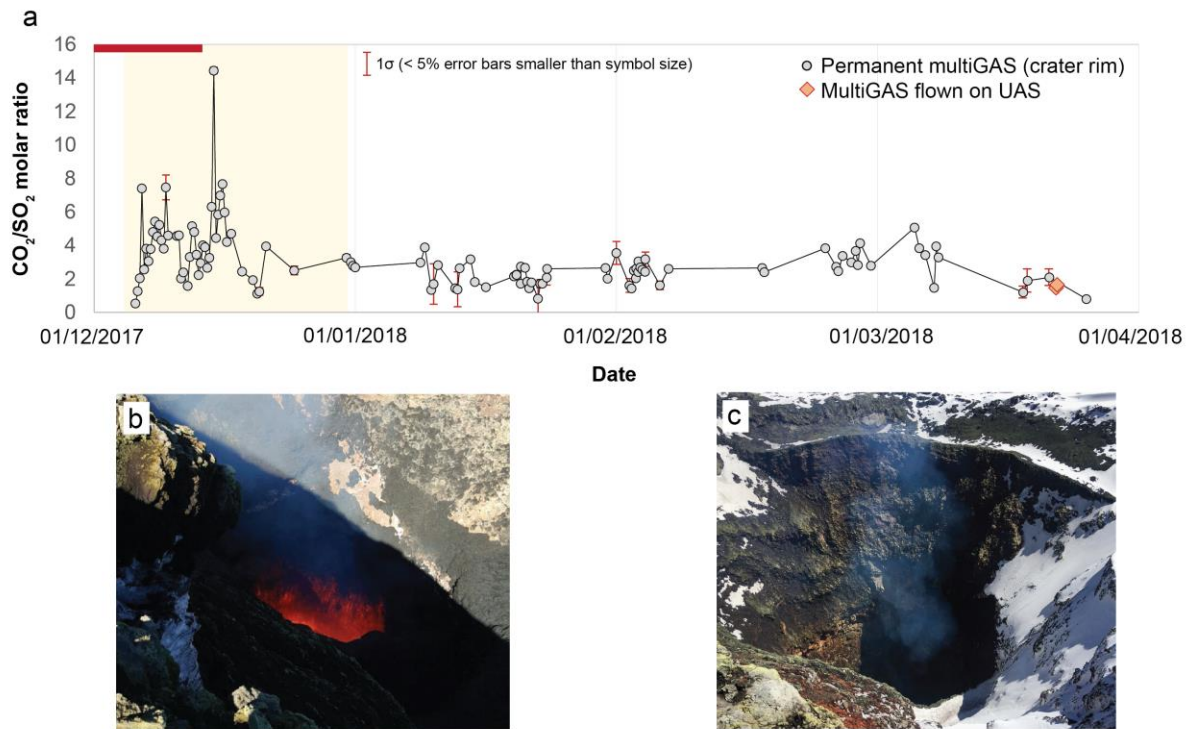 a
16
14
12
10
8
6
4
2
0
CO₂/SO₂ molar ratio
1σ (< 5% error bars smaller than symbol size)
Permanent multiGAS (crater rim)
MultiGAS flown on UAS
01/12/2017
01/01/2018
01/02/2018
01/03/2018
01/04/2018
Date
b
c